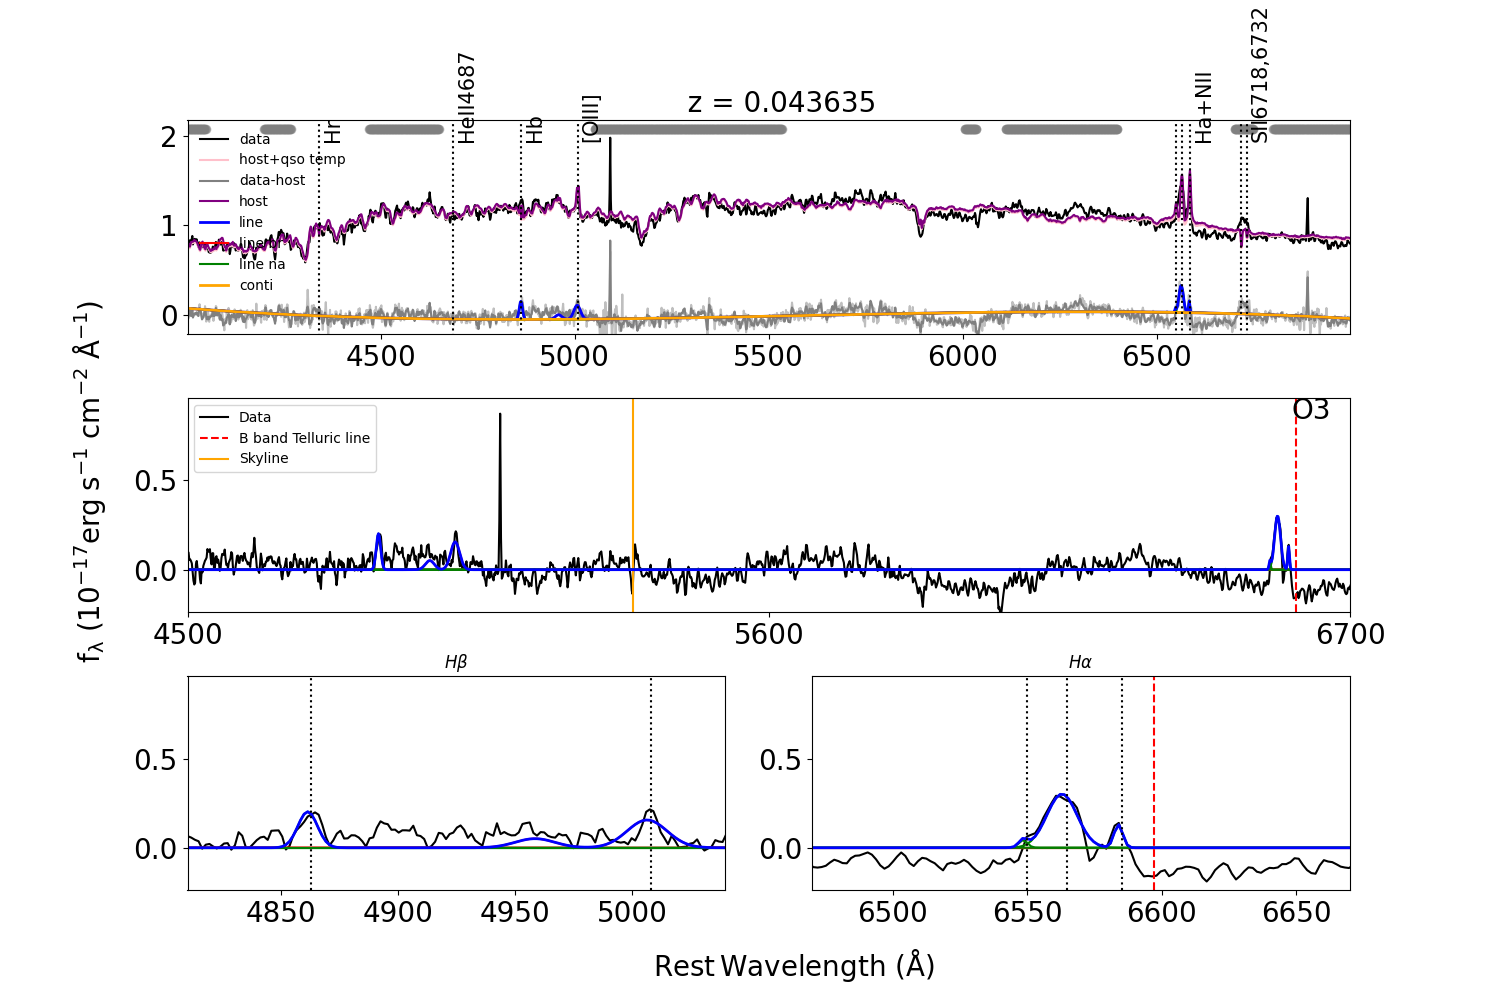 z = 0.043635
Hr
HeII4687
Hb
[OIII]
Ha+NII
SII6718,6732
data
host+qso temp
data-host
host
line
line br
line na
conti
2
1
0
4500
5000
5500
6000
6500
Data
B band Telluric line
Skyline
O3
0.5
0.0
4500
5600
6700
fλ (10⁻¹⁷erg s⁻¹ cm⁻² Å⁻¹)
Hβ
0.5
0.0
4850
4900
4950
5000
Hα
0.5
0.0
6500
6550
6600
6650
Rest Wavelength (Å)